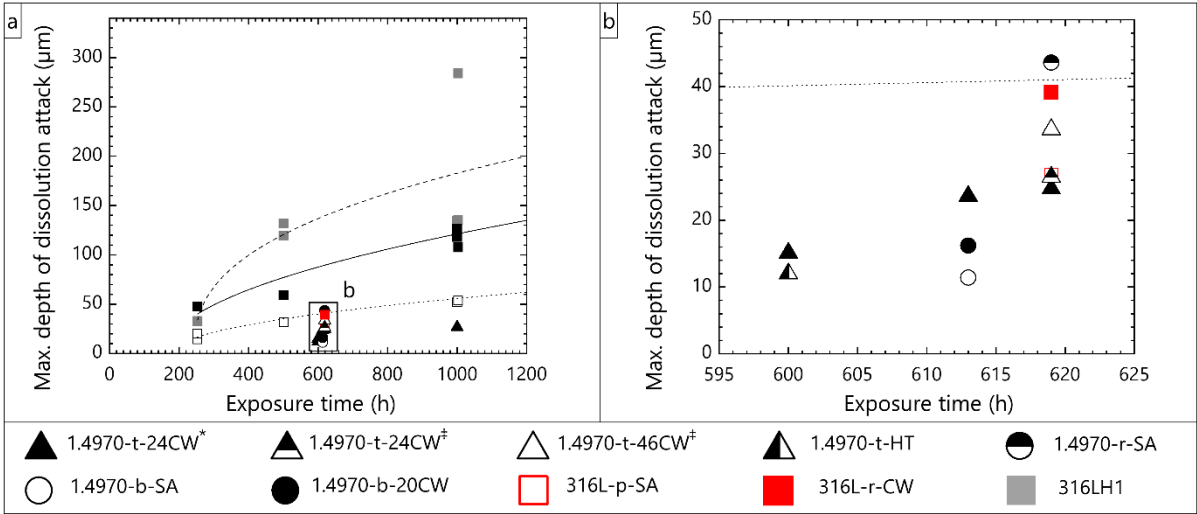 a
Max. depth of dissolution attack (µm)
300
250
200
150
100
50
0
b
0 200 400 600 800 1000 1200
Exposure time (h)
b
Max. depth of dissolution attack (µm)
50
40
30
20
10
0
595 600 605 610 615 620 625
Exposure time (h)
1.4970-t-24CW* 1.4970-t-24CW‡ 1.4970-t-46CW‡ 1.4970-t-HT 1.4970-r-SA
1.4970-b-SA 1.4970-b-20CW 316L-p-SA 316L-r-CW 316LH1